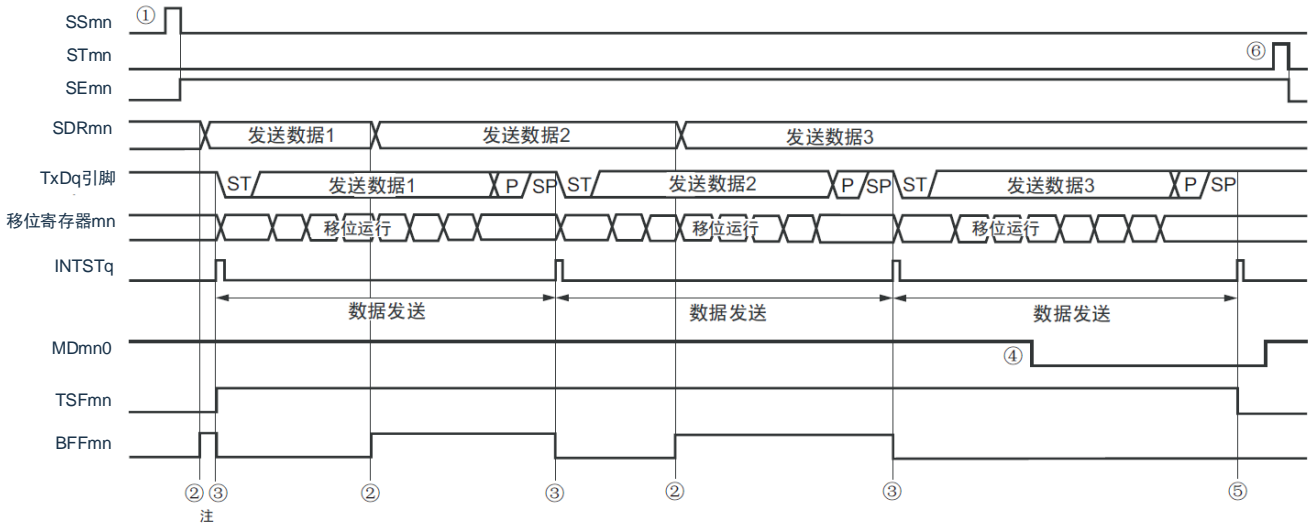 SSmn ①
STmn ⑥
SEmn
SDRmn 发送数据1 发送数据2 发送数据3
TxDq引脚 ST 发送数据1 P SP ST 发送数据2 P SP ST 发送数据3 P SP
移位寄存器mn 移位运行 移位运行 移位运行
INTSTq
数据发送 数据发送 数据发送
MDmn0 ④
TSFmn
BFFmn
② ③ ② ③ ② ③ ⑤
注